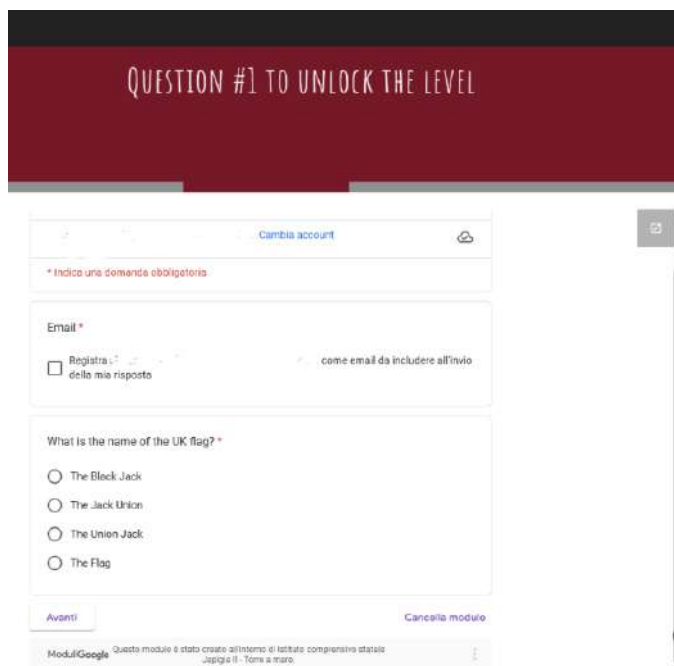 QUESTION #1 TO UNLOCK THE LEVEL
Cambia account
* Indica una domanda obbligatoria
Email *
Registra come email da includere all'invio
della mia risposta
What is the name of the UK flag? *
The Black Jack
The Jack Union
The Union Jack
The Flag
Avanti
Cancella modulo
Moduli Google
Questo modulo è stato creato all'interno di Istituto comprensivo statale
Japigia II - Torre a mare.